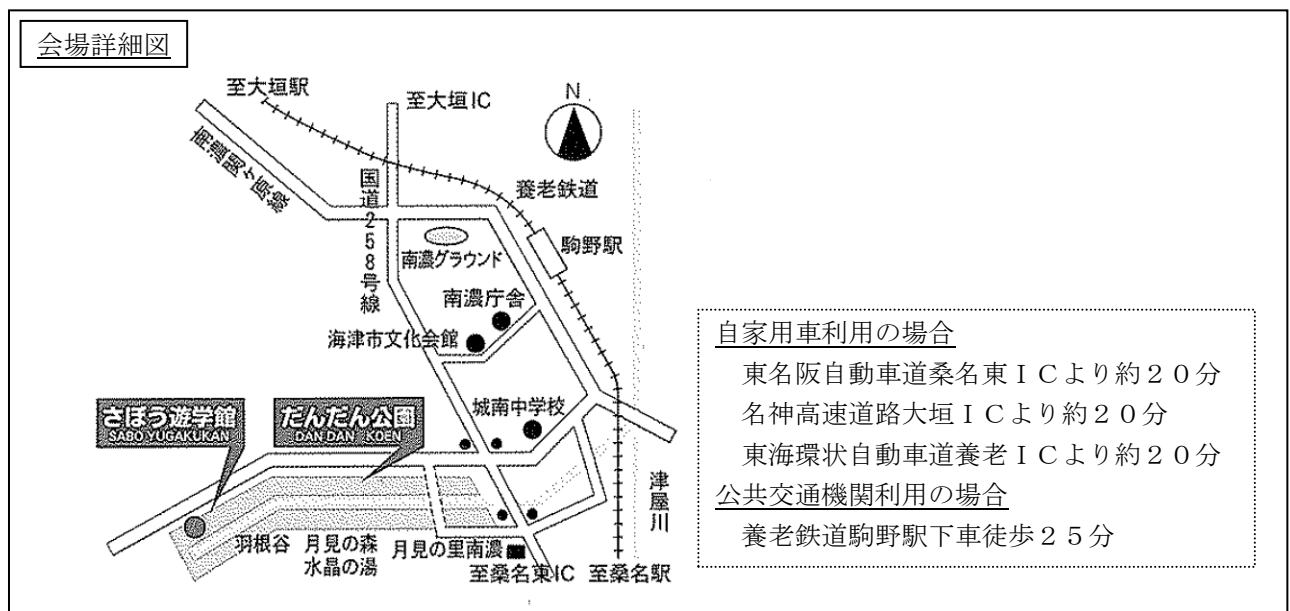 会場詳細図
至大垣駅
至大垣IC
N
南濃関ケ原線
国道258号線
養老鉄道
駒野駅
南濃グラウンド
南濃庁舎
海津市文化会館
さぼう遊学館
SABO YUGAKUKAN
だんだん公園
DAN DAN KOEN
城南中学校
津屋川
羽根谷
月見の森
水晶の湯
月見の里南濃
至桑名東IC
至桑名駅
自家用車利用の場合
東名阪自動車道桑名東ICより約20分
名神高速道路大垣ICより約20分
東海環状自動車道養老ICより約20分
公共交通機関利用の場合
養老鉄道駒野駅下車徒歩25分